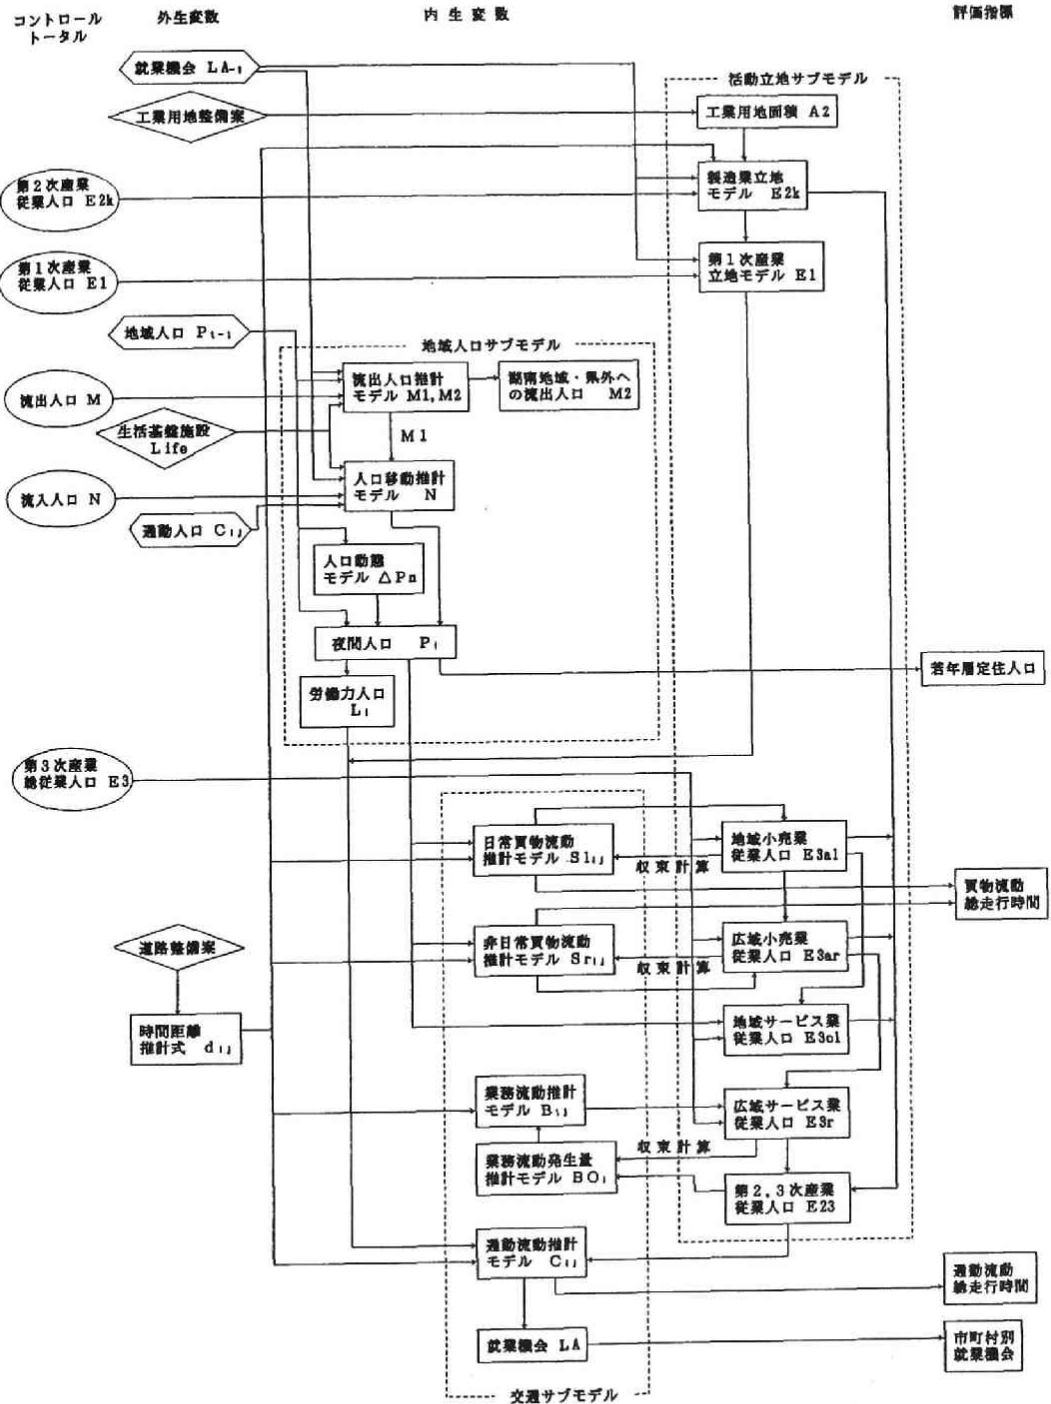 コントロール
トータル
外生変数
内生変数
評価指標
就業機会 LA-1
活動立地サブモデル
工業用地整備案
工業用地面積 A2
第2次産業
従業人口 E2k
製造業立地
モデル E2k
第1次産業
従業人口 E1
第1次産業
立地モデル E1
地域人口 Pt-1
地域人口サブモデル
流出人口推計
モデル M1,M2
湖南地域・県外へ
の流出人口 M2
流出人口 M
生活基盤施設
Life
M1
人口移動推計
モデル N
流入人口 N
通勤人口 Cij
人口動態
モデル △Pn
夜間人口 Pi
若年層定住人口
労働力人口
Li
第3次産業
総従業人口 E3
日常買物流動
推計モデル Slij
地域小売業
従業人口 E3al
収束計算
買物流動
総走行時間
道路整備案
非日常買物流動
推計モデル Srij
広域小売業
従業人口 E3ar
収束計算
時間距離
推計式 dij
地域サービス業
従業人口 E3ol
業務流動推計
モデル Bij
広域サービス業
従業人口 E3r
収束計算
業務流動発生量
推計モデル BOi
第2,3次産業
従業人口 E23
通勤流動推計
モデル Cij
通勤流動
総走行時間
就業機会 LA
市町村別
就業機会
交通サブモデル